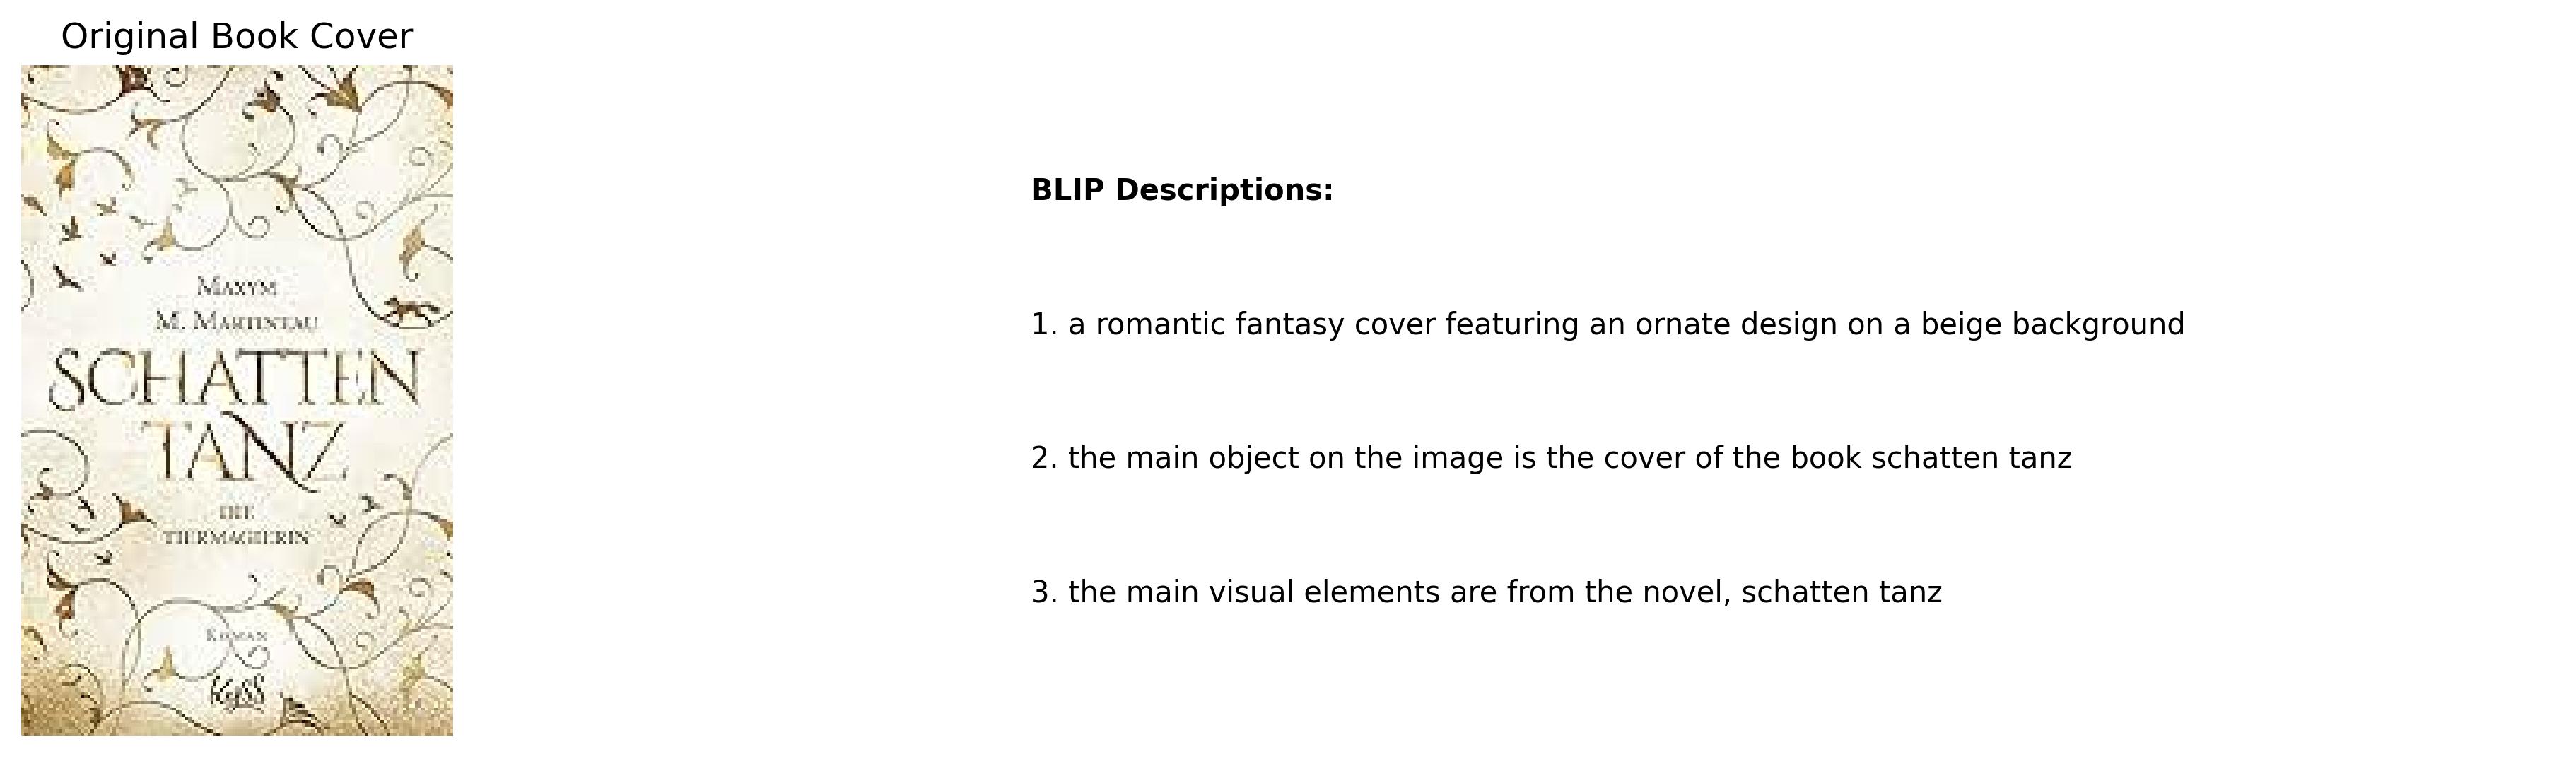 Original Book Cover
MAXYM
M. MARTINEAU
SCHATTEN
TANZ
DIE
TIERMAGIERIN
ROMAN
Kyss
BLIP Descriptions:
1. a romantic fantasy cover featuring an ornate design on a beige background
2. the main object on the image is the cover of the book schatten tanz
3. the main visual elements are from the novel, schatten tanz